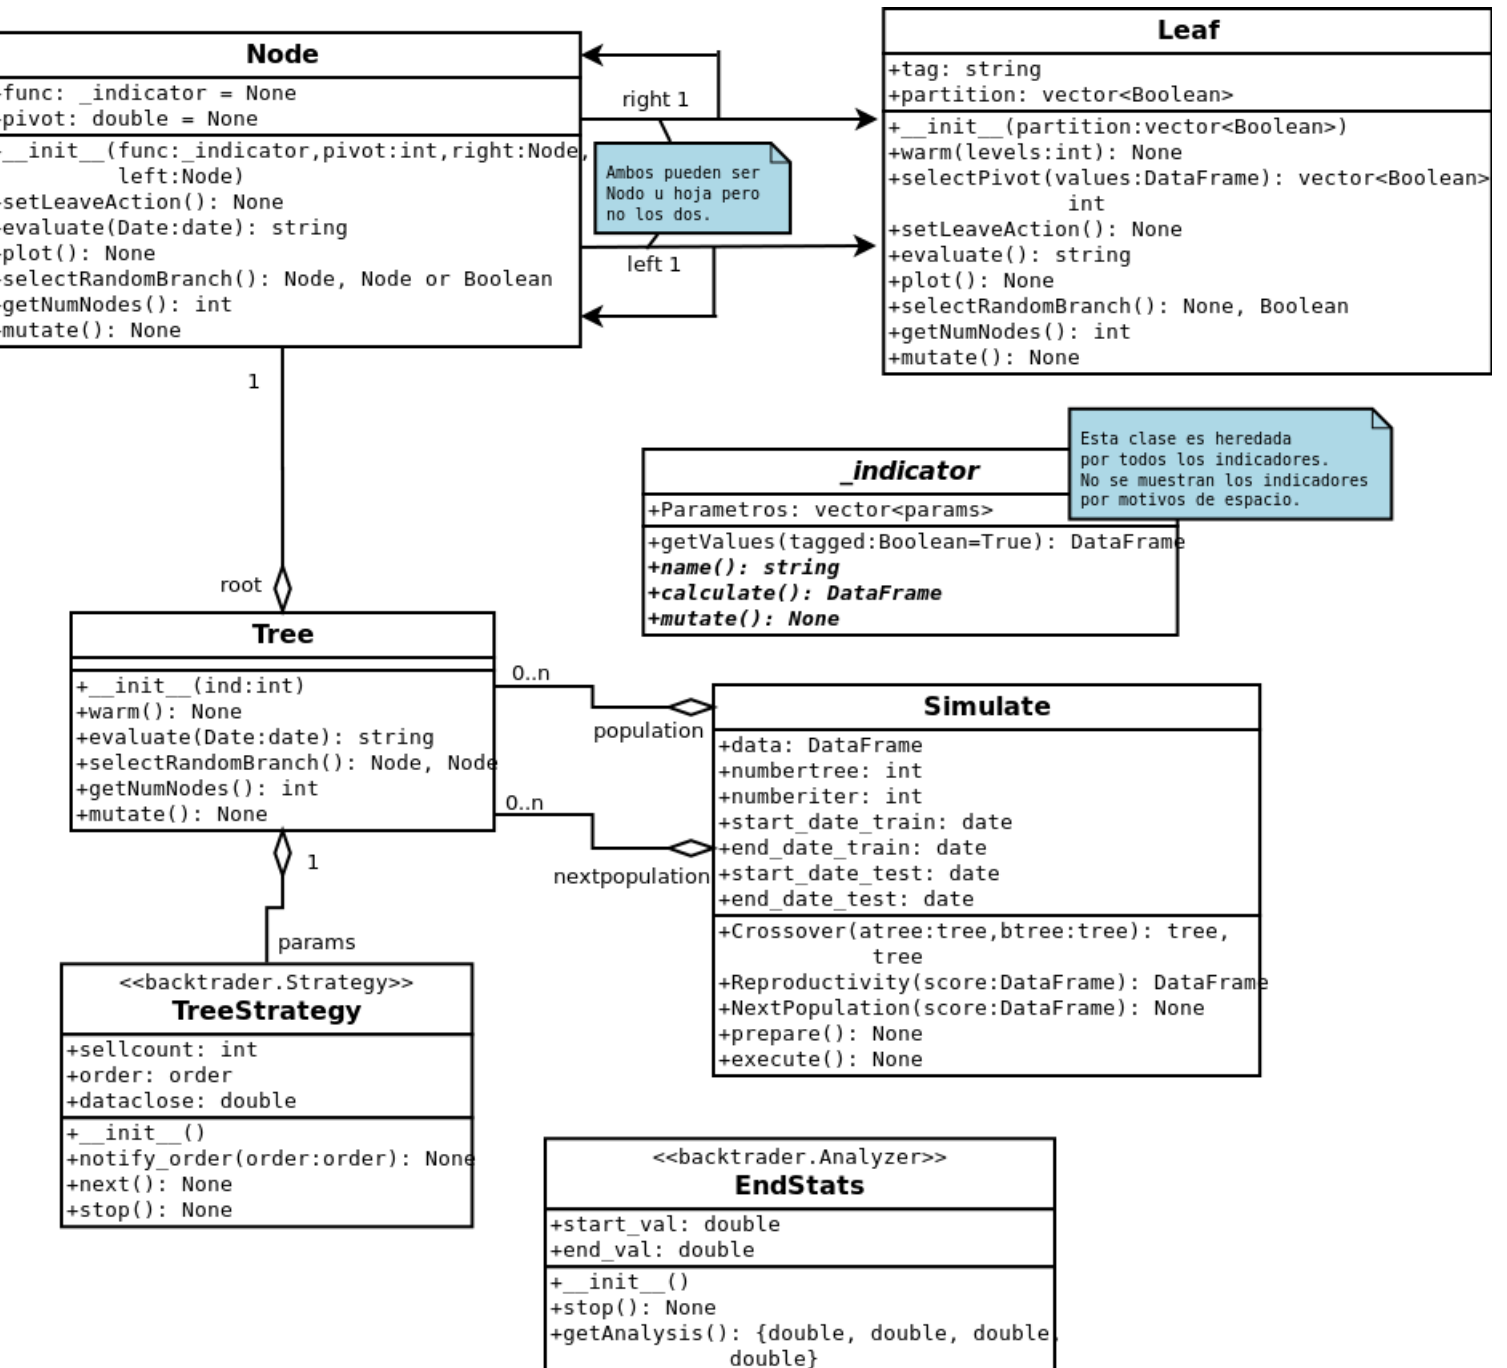 Node
func: _indicator = None
pivot: double = None
__init__(func:_indicator,pivot:int,right:Node,
left:Node)
setLeaveAction(): None
evaluate(Date:date): string
plot(): None
selectRandomBranch(): Node, Node or Boolean
getNumNodes(): int
mutate(): None
right 1
Ambos pueden ser
Nodo u hoja pero
no los dos.
left 1
Leaf
+tag: string
+partition: vector<Boolean>
+__init__(partition:vector<Boolean>)
+warm(levels:int): None
+selectPivot(values:DataFrame): vector<Boolean>
int
+setLeaveAction(): None
+evaluate(): string
+plot(): None
+selectRandomBranch(): None, Boolean
+getNumNodes(): int
+mutate(): None
1
root
_indicator
+Parametros: vector<params>
+getValues(tagged:Boolean=True): DataFrame
+name(): string
+calculate(): DataFrame
+mutate(): None
Esta clase es heredada
por todos los indicadores.
No se muestran los indicadores
por motivos de espacio.
Tree
+__init__(ind:int)
+warm(): None
+evaluate(Date:date): string
+selectRandomBranch(): Node, Node
+getNumNodes(): int
+mutate(): None
0..n
population
0..n
nextpopulation
Simulate
+data: DataFrame
+numbertree: int
+numberiter: int
+start_date_train: date
+end_date_train: date
+start_date_test: date
+end_date_test: date
+Crossover(atree:tree,btree:tree): tree,
tree
+Reproductivity(score:DataFrame): DataFrame
+NextPopulation(score:DataFrame): None
+prepare(): None
+execute(): None
1
params
<<backtrader.Strategy>>
TreeStrategy
+sellcount: int
+order: order
+dataclose: double
+__init__()
+notify_order(order:order): None
+next(): None
+stop(): None
<<backtrader.Analyzer>>
EndStats
+start_val: double
+end_val: double
+__init__()
+stop(): None
+getAnalysis(): {double, double, double,
double}